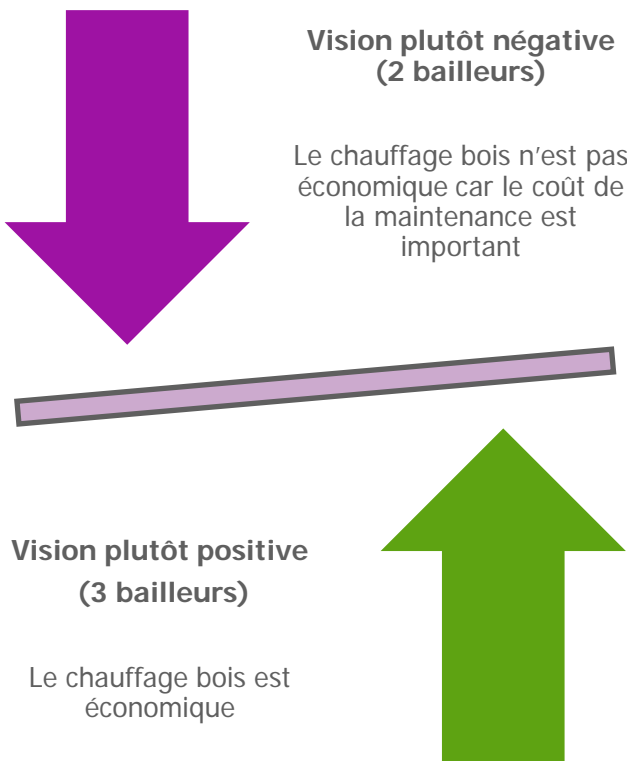 Vision plutôt négative
(2 bailleurs)
Le chauffage bois n'est pas
économique car le coût de
la maintenance est
important
Vision plutôt positive
(3 bailleurs)
Le chauffage bois est
économique